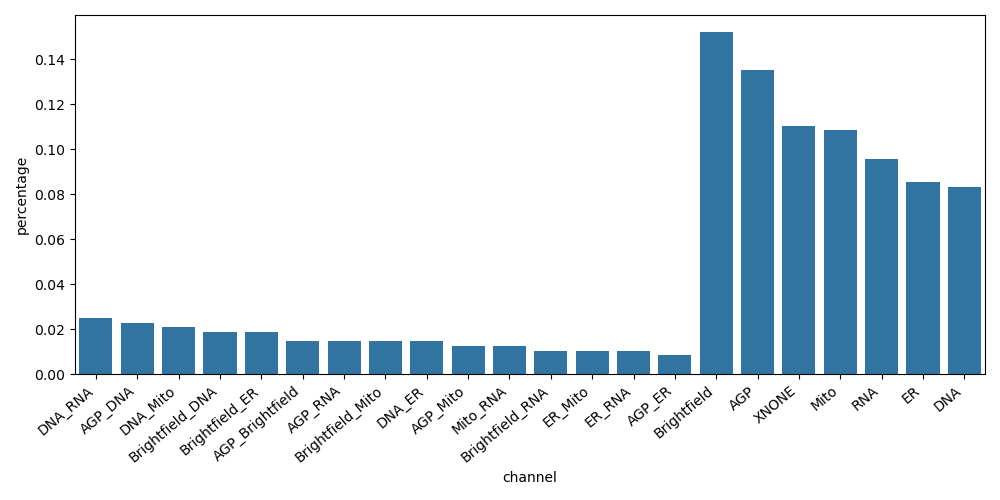 percentage
0.14
0.12
0.10
0.08
0.06
0.04
0.02
0.00
DNA_RNA
AGP_DNA
DNA_Mito
Brightfield_DNA
Brightfield_ER
AGP_Brightfield
AGP_RNA
Brightfield_Mito
DNA_ER
AGP_Mito
Mito_RNA
Brightfield_RNA
ER_Mito
ER_RNA
AGP_ER
Brightfield
AGP
XNONE
Mito
RNA
ER
DNA
channel